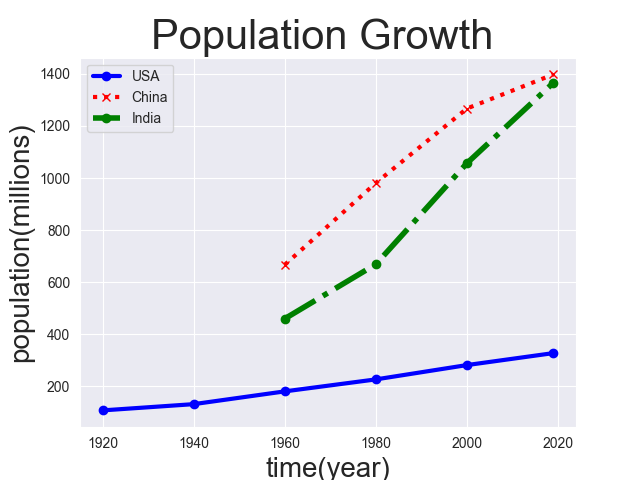 Population Growth
USA
China
India
population(millions)
1400
1200
1000
800
600
400
200
1920 1940 1960 1980 2000 2020
time(year)